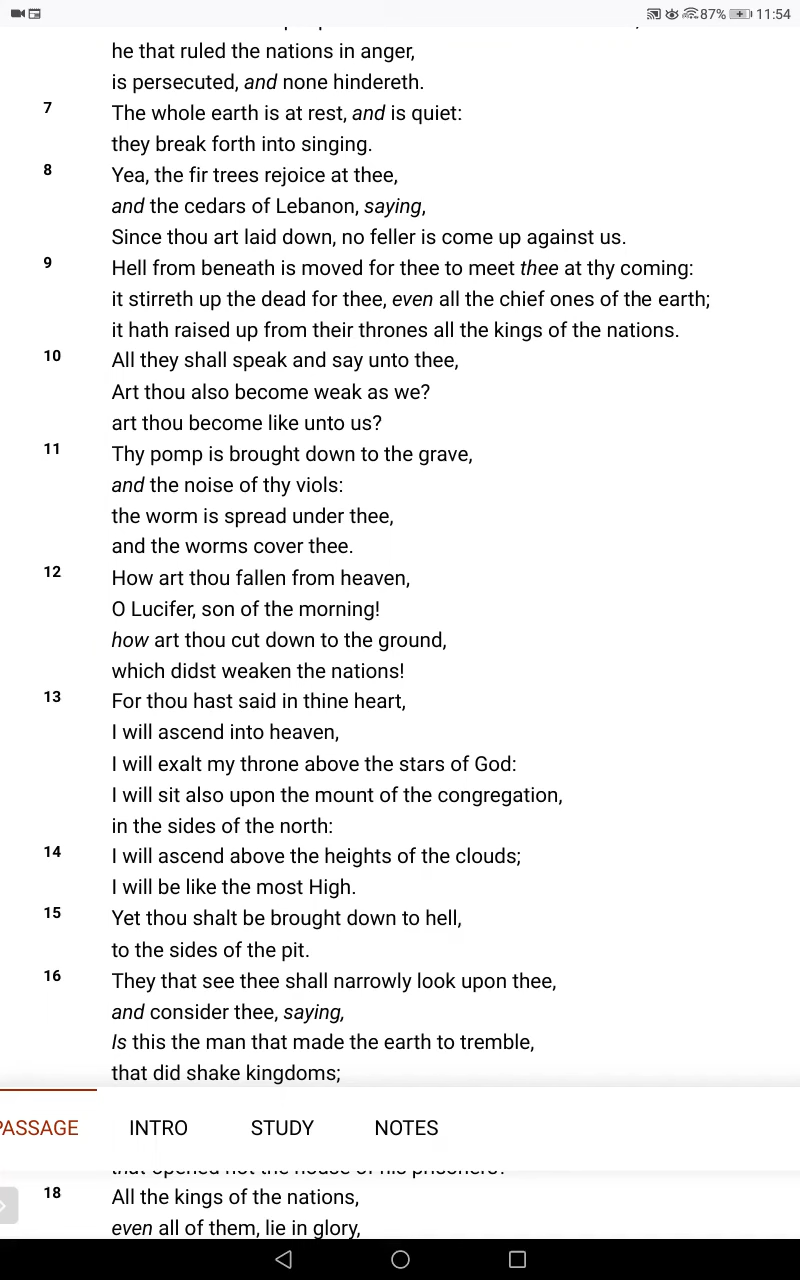 87% 11:54
he that ruled the nations in anger,
is persecuted, and none hindereth.
7 The whole earth is at rest, and is quiet:
they break forth into singing.
8 Yea, the fir trees rejoice at thee,
and the cedars of Lebanon, saying,
Since thou art laid down, no feller is come up against us.
9 Hell from beneath is moved for thee to meet thee at thy coming:
it stirreth up the dead for thee, even all the chief ones of the earth;
it hath raised up from their thrones all the kings of the nations.
10 All they shall speak and say unto thee,
Art thou also become weak as we?
art thou become like unto us?
11 Thy pomp is brought down to the grave,
and the noise of thy viols:
the worm is spread under thee,
and the worms cover thee.
12 How art thou fallen from heaven,
O Lucifer, son of the morning!
how art thou cut down to the ground,
which didst weaken the nations!
13 For thou hast said in thine heart,
I will ascend into heaven,
I will exalt my throne above the stars of God:
I will sit also upon the mount of the congregation,
in the sides of the north:
14 I will ascend above the heights of the clouds;
I will be like the most High.
15 Yet thou shalt be brought down to hell,
to the sides of the pit.
16 They that see thee shall narrowly look upon thee,
and consider thee, saying,
Is this the man that made the earth to tremble,
that did shake kingdoms;
PASSAGE INTRO STUDY NOTES
that opened not the house of his prisoners?
18 All the kings of the nations,
even all of them, lie in glory,